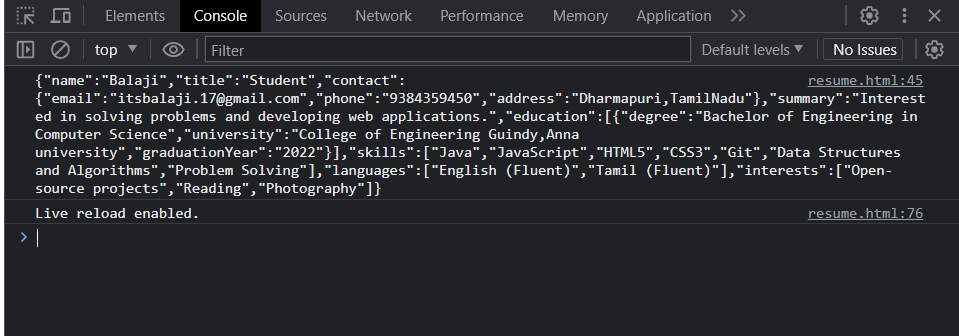 Elements Console Sources Network Performance Memory Application
top Filter Default levels No Issues
{"name":"Balaji","title":"Student","contact": resume.html:45
{"email":"itsbalaji.17@gmail.com","phone":"9384359450","address":"Dharmapuri,TamilNadu"},"summary":"Interest
ed in solving problems and developing web applications.","education":[{"degree":"Bachelor of Engineering in
Computer Science","university":"College of Engineering Guindy,Anna
university","graduationYear":"2022"}],"skills":["Java","JavaScript","HTML5","CSS3","Git","Data Structures
and Algorithms","Problem Solving"],"languages":["English (Fluent)","Tamil (Fluent)"],"interests":["Open-
source projects","Reading","Photography"]}
Live reload enabled. resume.html:76